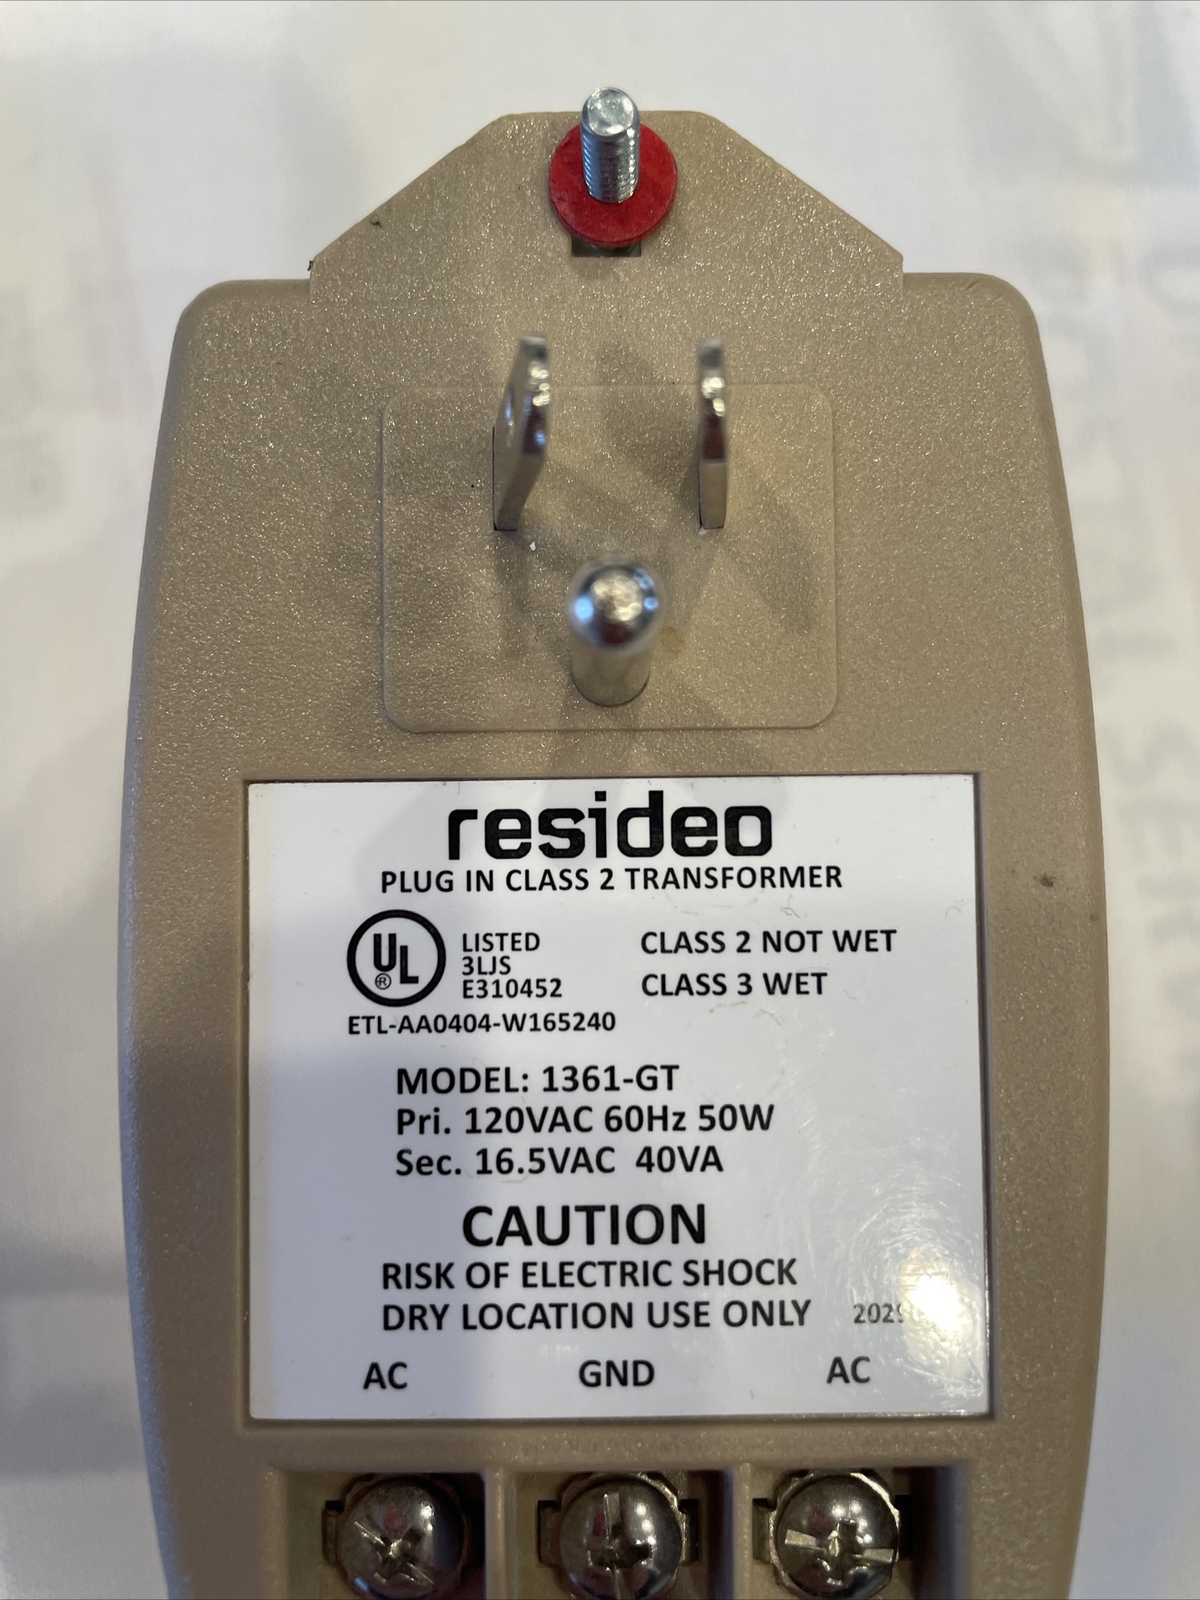 resideo
PLUG IN CLASS 2 TRANSFORMER
UL
®
LISTED
3LJS
E310452
CLASS 2 NOT WET
CLASS 3 WET
ETL-AA0404-W165240
MODEL: 1361-GT
Pri. 120VAC 60Hz 50W
Sec. 16.5VAC 40VA
CAUTION
RISK OF ELECTRIC SHOCK
DRY LOCATION USE ONLY
AC GND AC